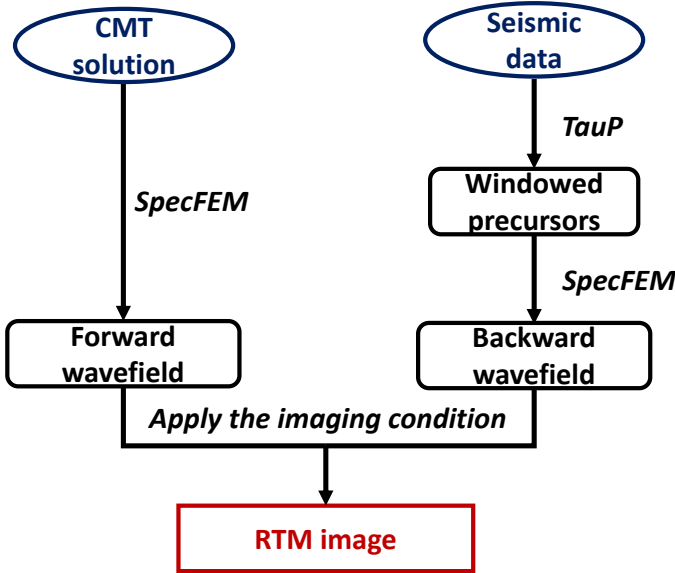 CMT
solution
Seismic
data
TauP
Windowed
precursors
SpecFEM
SpecFEM
Forward
wavefield
Backward
wavefield
Apply the imaging condition
RTM image